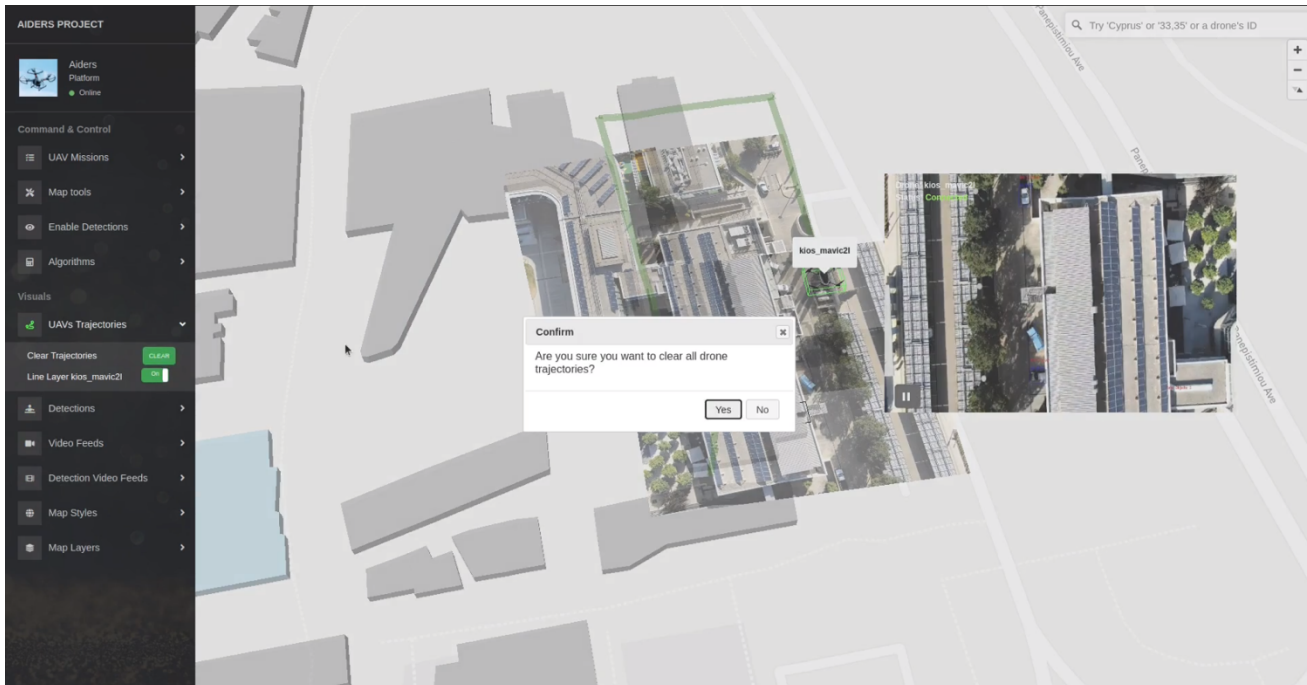 AIDERS PROJECT
Aiders
Platform
Online
Command & Control
UAV Missions
Map tools
Enable Detections
Algorithms
Visuals
UAVs Trajectories
Clear Trajectories CLEAR
Line Layer kios_mavic2I On
Detections
Video Feeds
Detection Video Feeds
Map Styles
Map Layers
Try 'Cyprus' or '33,35' or a drone's ID
Panepistimiou Ave
Panepistimiou Ave
kios_mavic2I
Confirm
Are you sure you want to clear all drone
trajectories?
Yes No